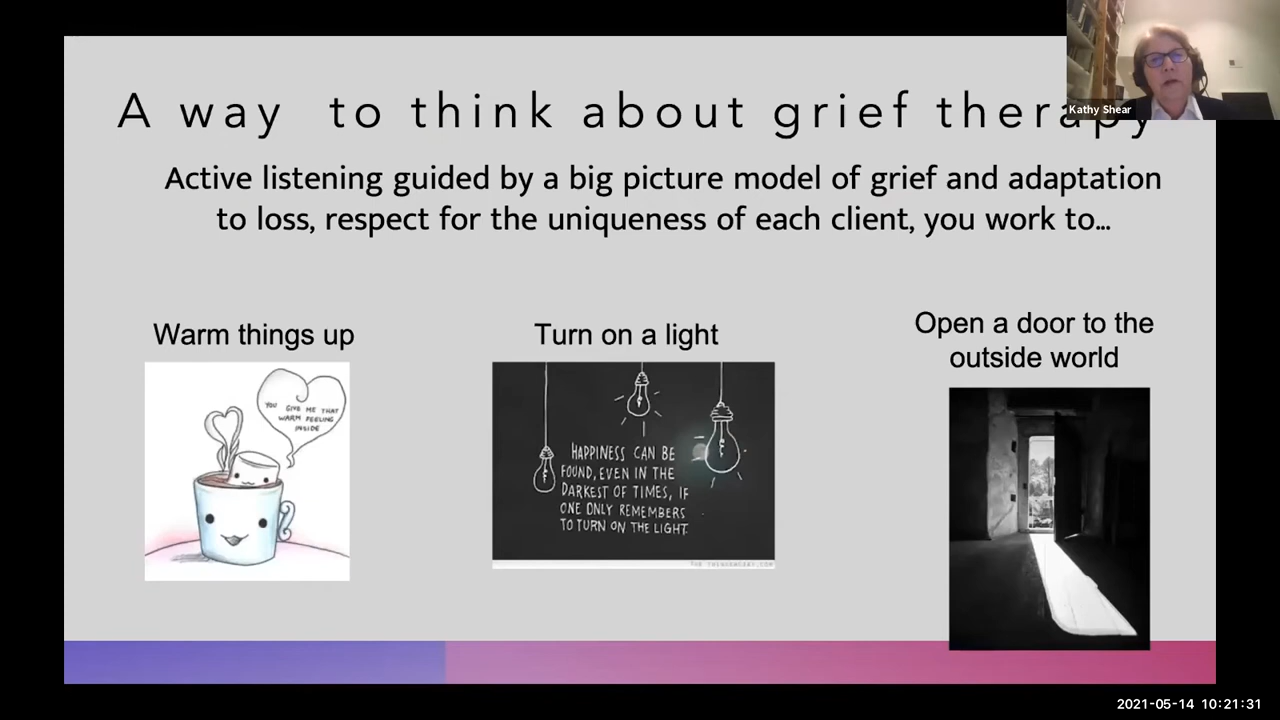 A way to think about grief therapy
Kathy Shear
Active listening guided by a big picture model of grief and adaptation
to loss, respect for the uniqueness of each client, you work to…
Warm things up
YOU GIVE ME THAT
WARM FEELING
INSIDE
Turn on a light
HAPPINESS CAN BE
FOUND, EVEN IN THE
DARKEST OF TIMES, IF
ONE ONLY REMEMBERS
TO TURN ON THE LIGHT.
Open a door to the
outside world
2021-05-14 10:21:31